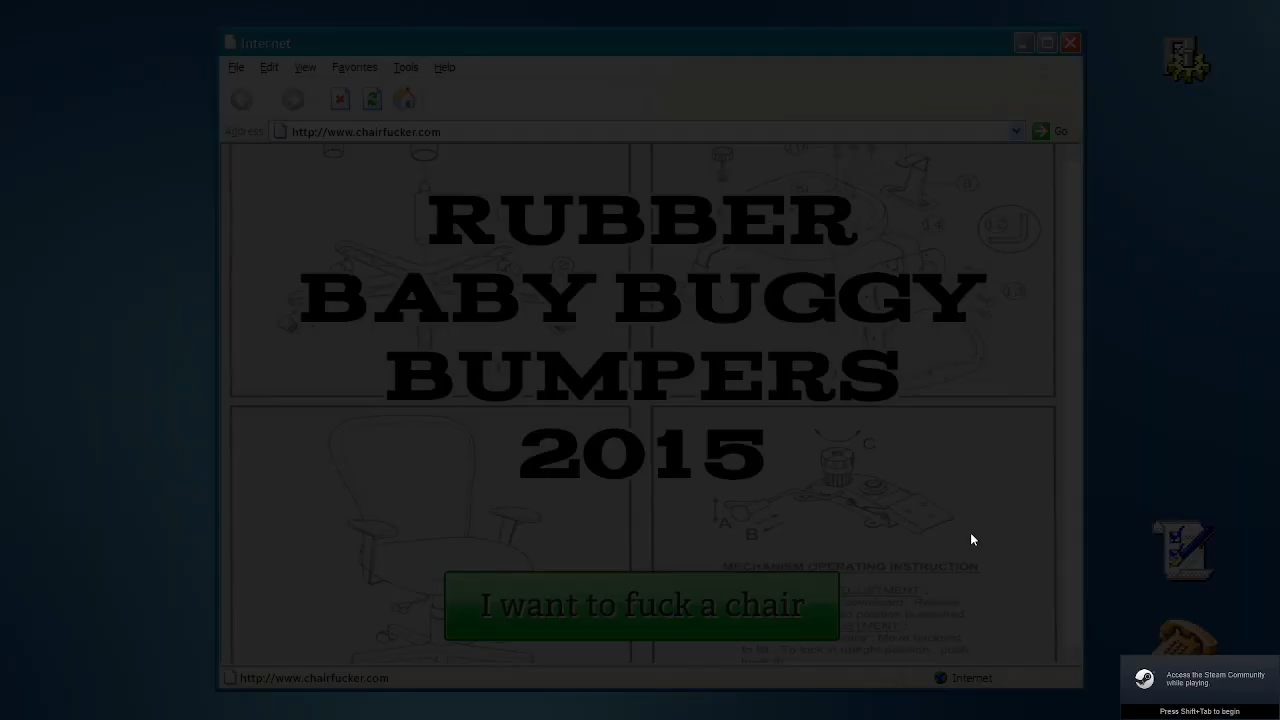 Internet
File Edit View Favorites Tools Help
Address http://www.chairfucker.com Go
RUBBER
BABY BUGGY
BUMPERS
2015
C
A
B
MECHANISM OPERATING INSTRUCTION
I want to fuck a chair
http://www.chairfucker.com Internet
Access the Steam Community
while playing.
Press Shift+Tab to begin